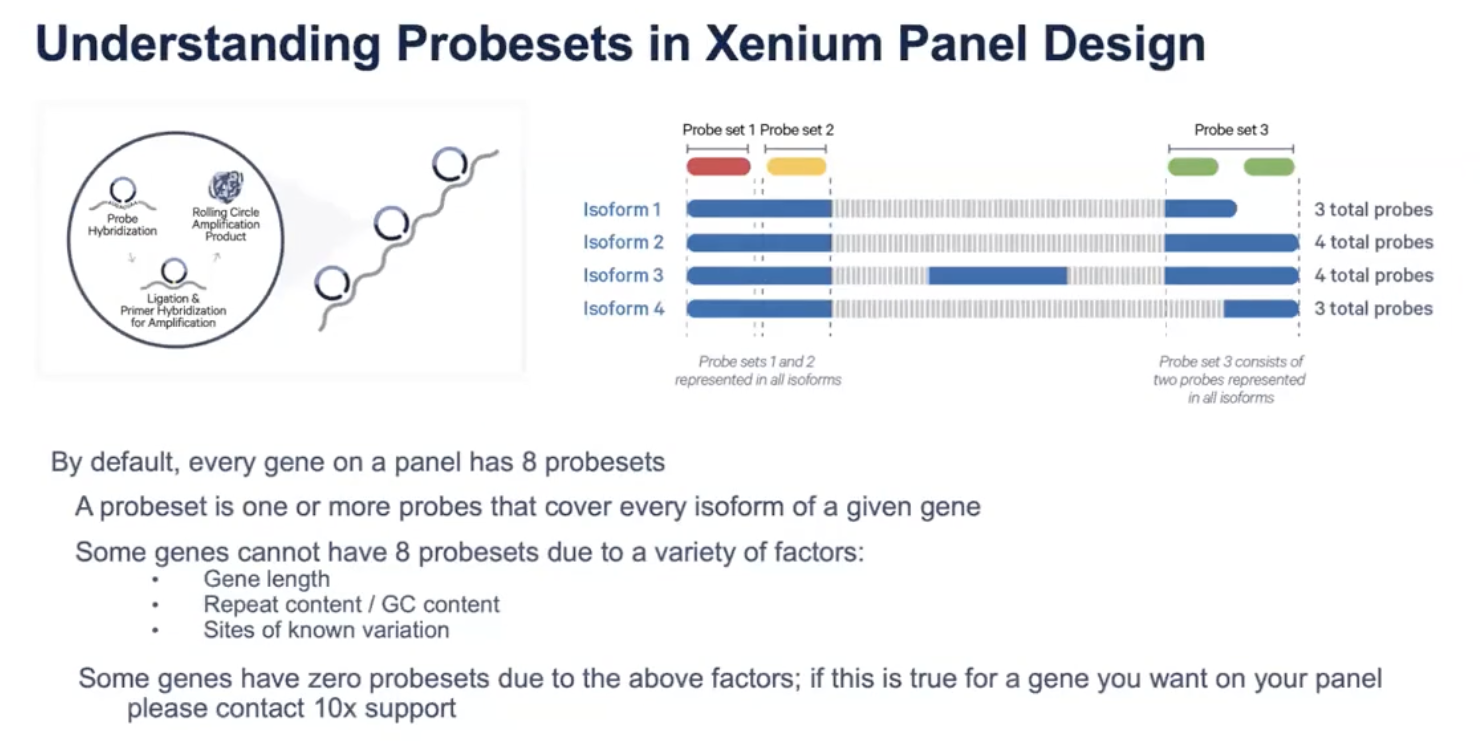 Understanding Probesets in Xenium Panel Design
Probe
Hybridization
Rolling Circle
Amplification
Product
Ligation &
Primer Hybridization
for Amplification
Probe set 1 Probe set 2
Probe set 3
Isoform 1
3 total probes
Isoform 2
4 total probes
Isoform 3
4 total probes
Isoform 4
3 total probes
Probe sets 1 and 2
represented in all isoforms
Probe set 3 consists of
two probes represented
in all isoforms
By default, every gene on a panel has 8 probesets
A probeset is one or more probes that cover every isoform of a given gene
Some genes cannot have 8 probesets due to a variety of factors:
• Gene length
• Repeat content / GC content
• Sites of known variation
Some genes have zero probesets due to the above factors; if this is true for a gene you want on your panel
please contact 10x support